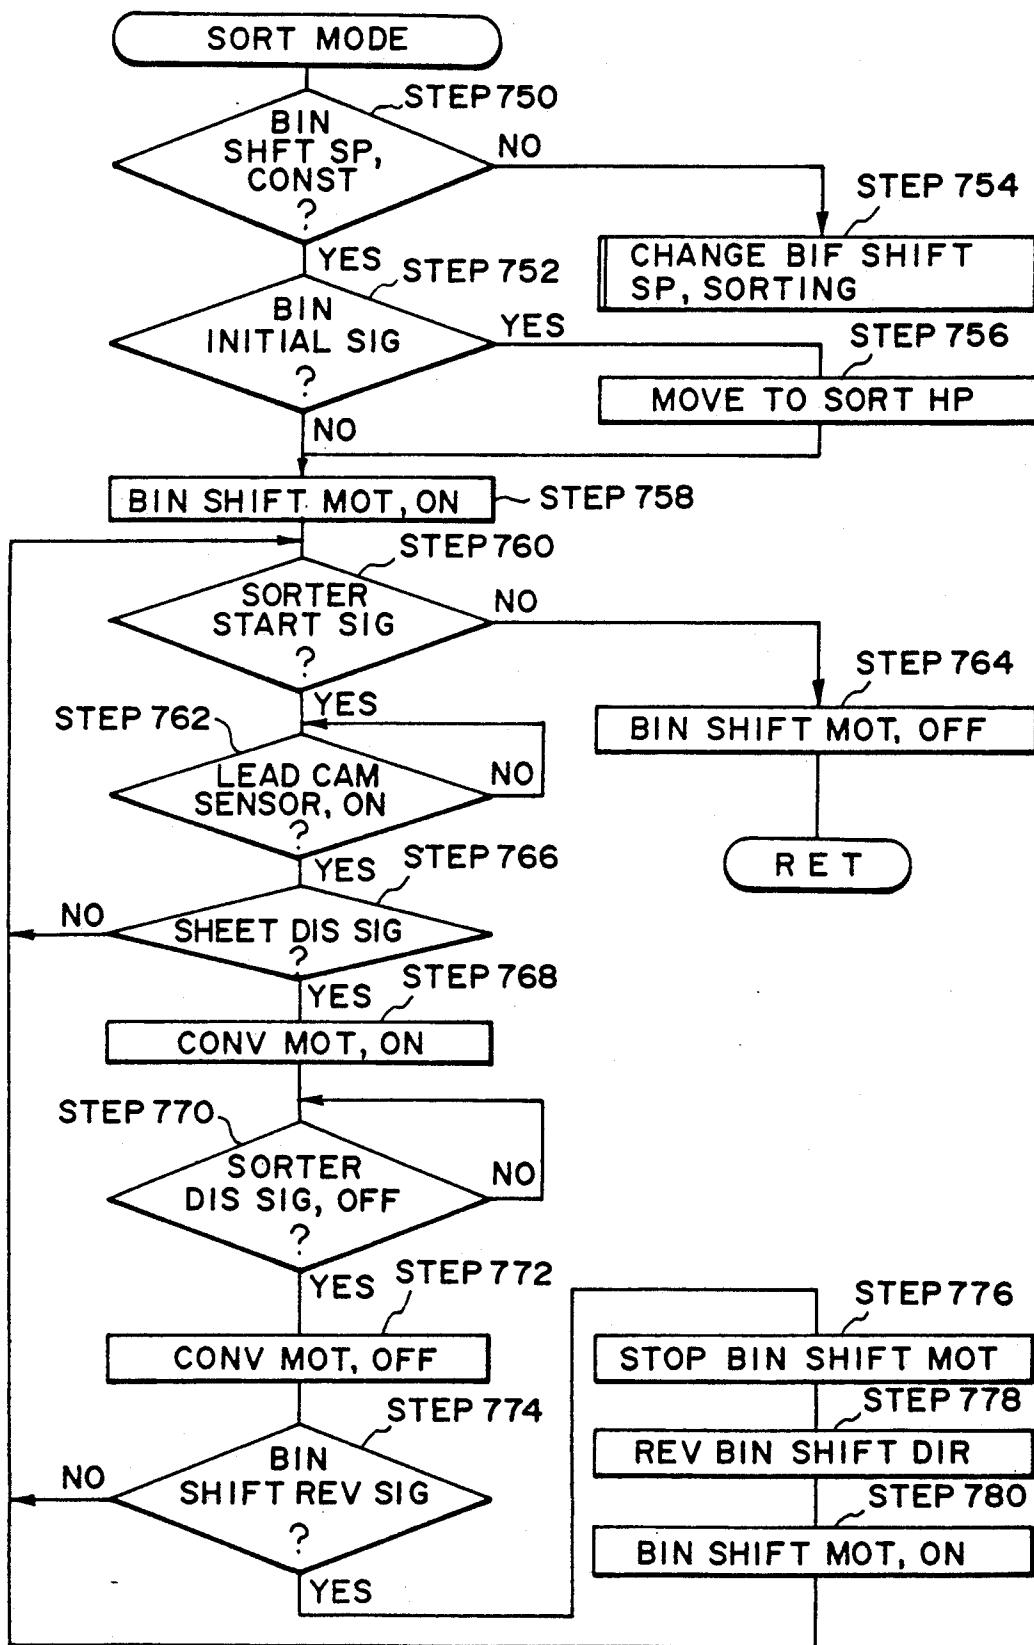 SORT MODE
STEP 750
BIN
SHFT SP,
CONST
?
NO
YES
STEP 754
CHANGE BIF SHIFT
SP, SORTING
STEP 752
BIN
INITIAL SIG
?
YES
NO
STEP 756
MOVE TO SORT HP
BIN SHIFT MOT, ON
STEP 758
STEP 760
SORTER
START SIG
?
NO
YES
STEP 764
BIN SHIFT MOT, OFF
RET
STEP 762
LEAD CAM
SENSOR, ON
?
NO
YES
STEP 766
SHEET DIS SIG
?
NO
YES
STEP 768
CONV MOT, ON
STEP 770
SORTER
DIS SIG, OFF
?
NO
YES
STEP 772
CONV MOT, OFF
STEP 774
BIN
SHIFT REV SIG
?
NO
YES
STEP 776
STOP BIN SHIFT MOT
STEP 778
REV BIN SHIFT DIR
STEP 780
BIN SHIFT MOT, ON